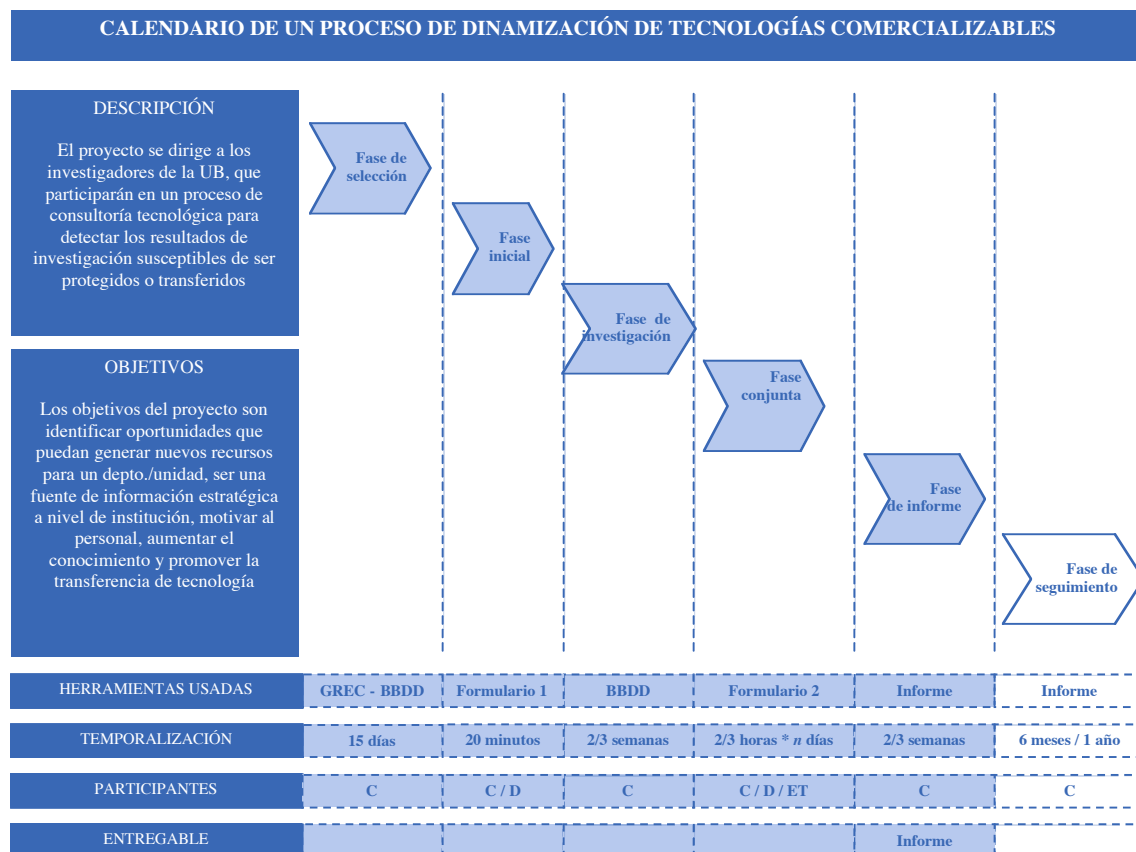 CALENDARIO DE UN PROCESO DE DINAMIZACIÓN DE TECNOLOGÍAS COMERCIALIZABLES
DESCRIPCIÓN
El proyecto se dirige a los
investigadores de la UB, que
participarán en un proceso de
consultoría tecnológica para
detectar los resultados de
investigación susceptibles de ser
protegidos o transferidos
OBJETIVOS
Los objetivos del proyecto son
identificar oportunidades que
puedan generar nuevos recursos
para un depto./unidad, ser una
fuente de información estratégica
a nivel de institución, motivar al
personal, aumentar el
conocimiento y promover la
transferencia de tecnología
Fase de
selección
Fase
inicial
Fase de
investigación
Fase
conjunta
Fase
de informe
Fase de
seguimiento
HERRAMIENTAS USADAS GREC - BBDD Formulario 1 BBDD Formulario 2 Informe Informe
TEMPORALIZACIÓN 15 días 20 minutos 2/3 semanas 2/3 horas * n días 2/3 semanas 6 meses / 1 año
PARTICIPANTES C C / D C C / D / ET C C
ENTREGABLE Informe